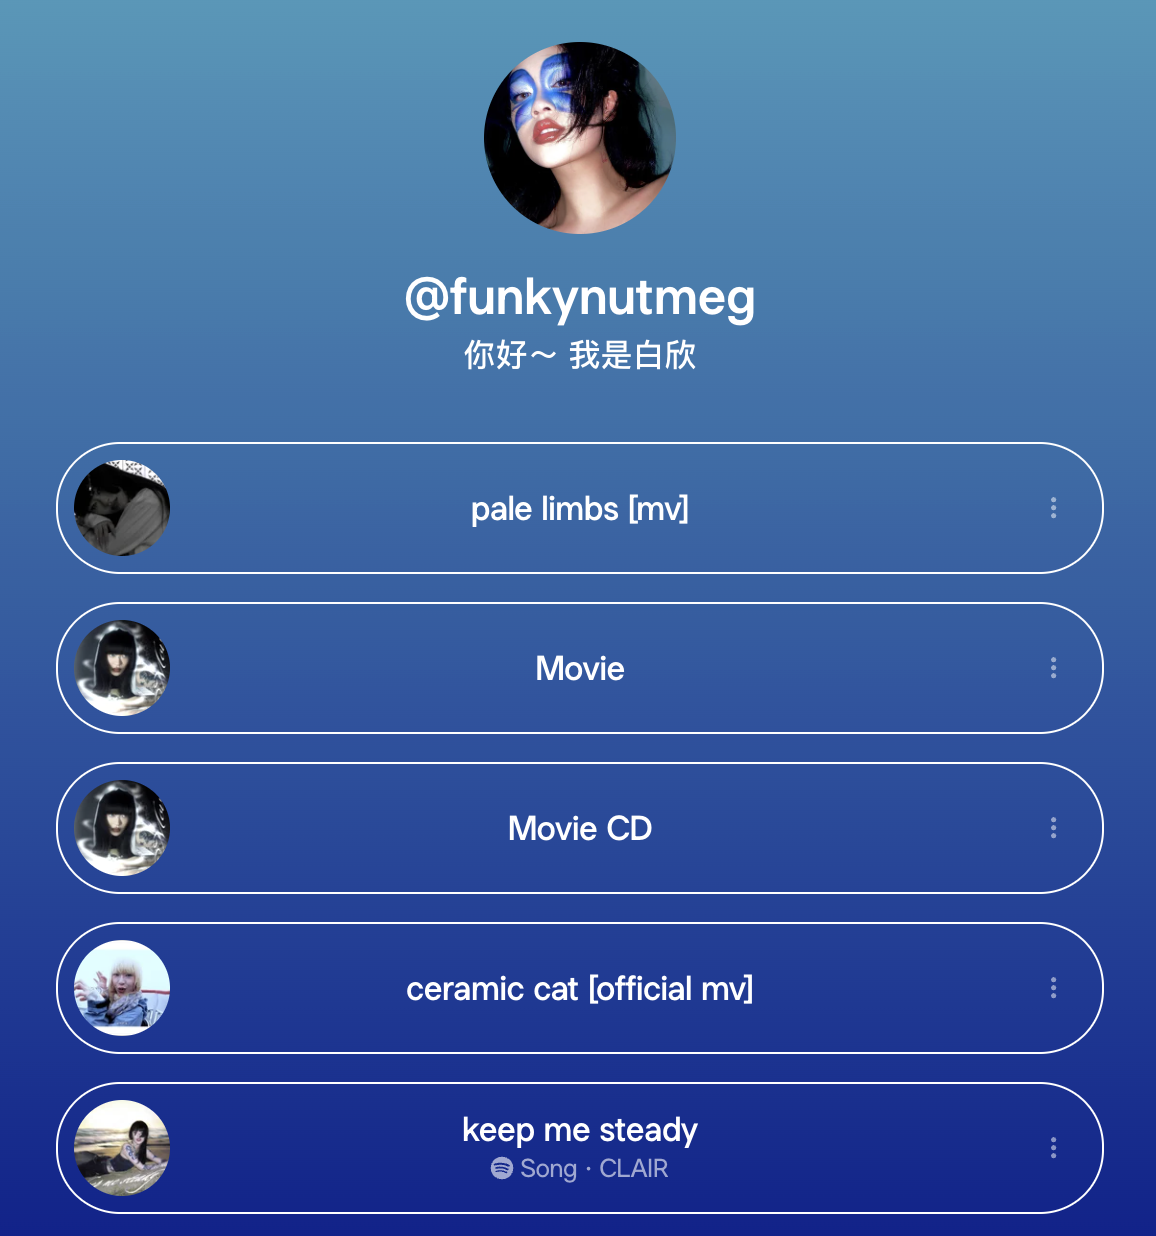 @funkynutmeg
你好～ 我是白欣
pale limbs [mv]
Movie
Movie CD
ceramic cat [official mv]
keep me steady
Song · CLAIR